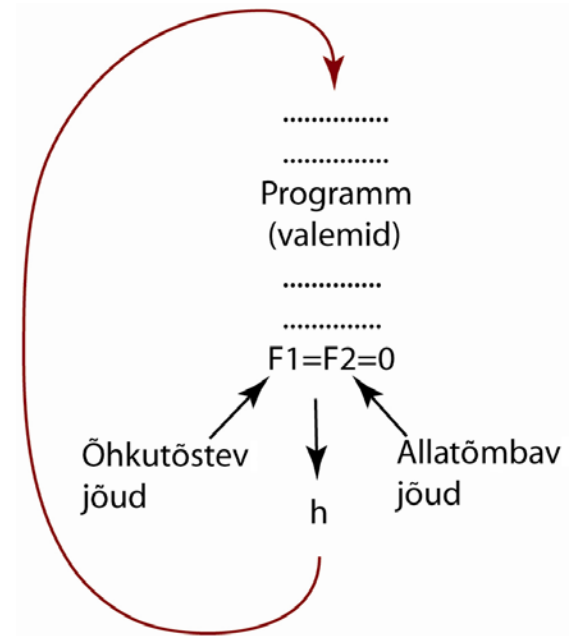 ...............
...............
Programm
(valemid)
..............
..............
F1=F2=0
Õhkutõstev
jõud
Allatõmbav
jõud
h